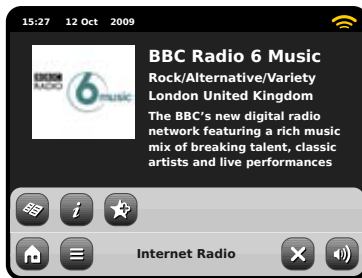 15:27 12 Oct 2009
BBC Radio 6 Music
BBC
RADIO
6 music
Rock/Alternative/Variety
London United Kingdom
The BBC's new digital radio
network featuring a rich music
mix of breaking talent, classic
artists and live performances
i
Internet Radio